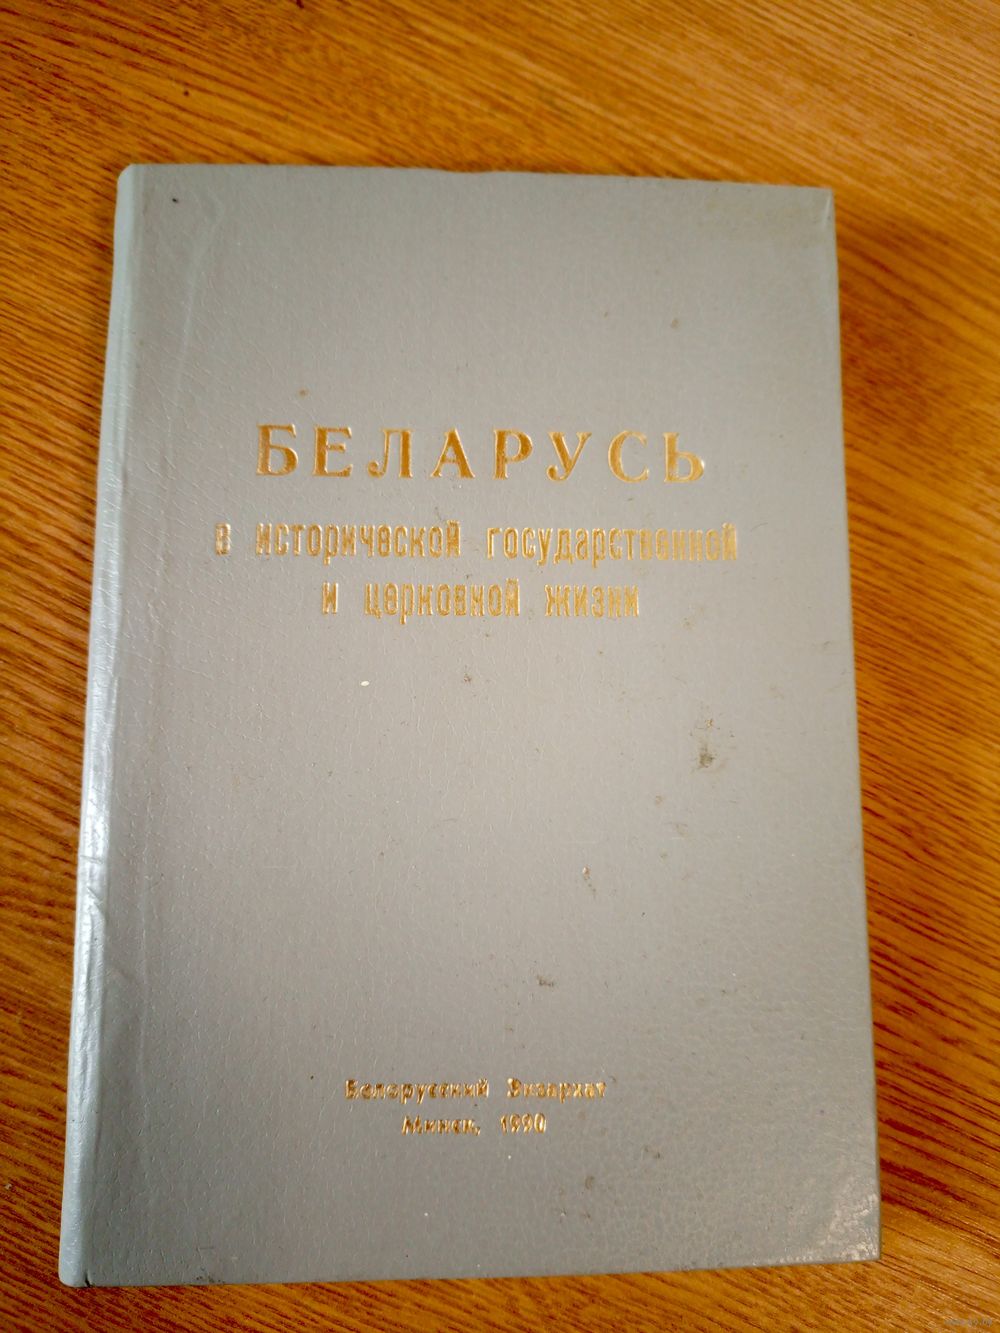 БЕЛАРУСЬ
в исторической государственной
и церковной жизни
Белорусский Экзархат
Минск, 1990